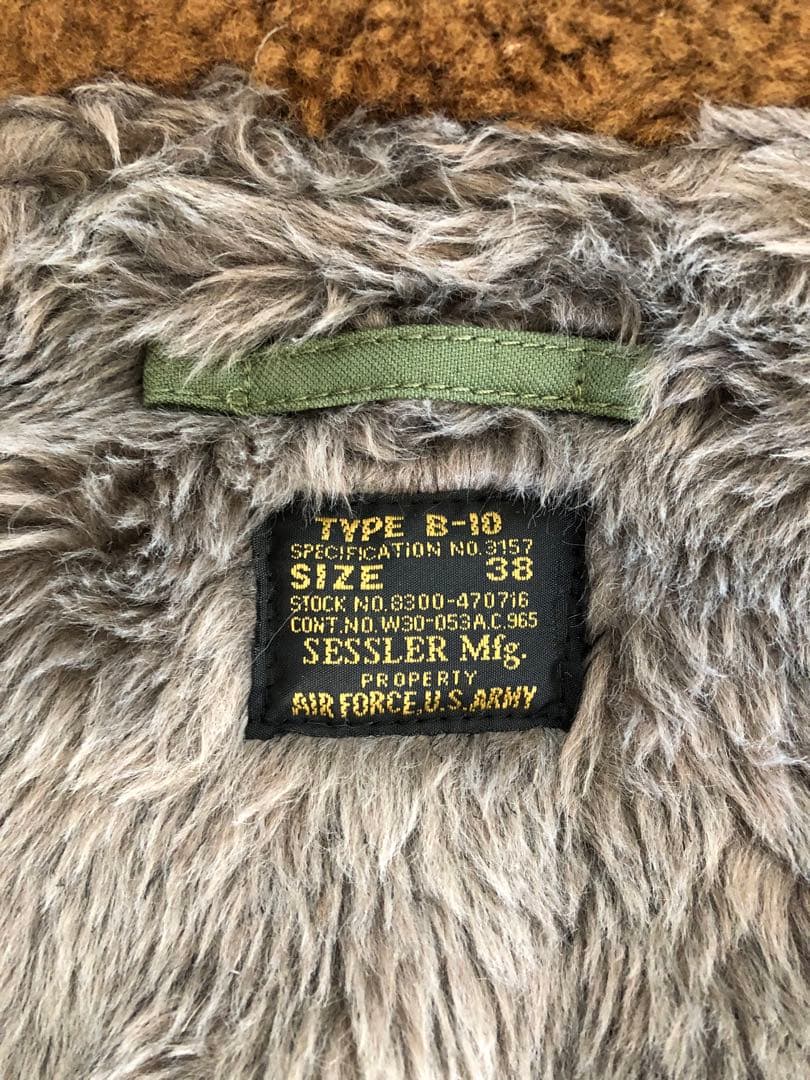 TYPE B-10
SPECIFICATION NO.3157
SIZE 38
STOCK NO.8300-470716
CONT.NO.W30-053A.C.965
SESSLER Mfg.
PROPERTY
AIR FORCE,U.S.ARMY